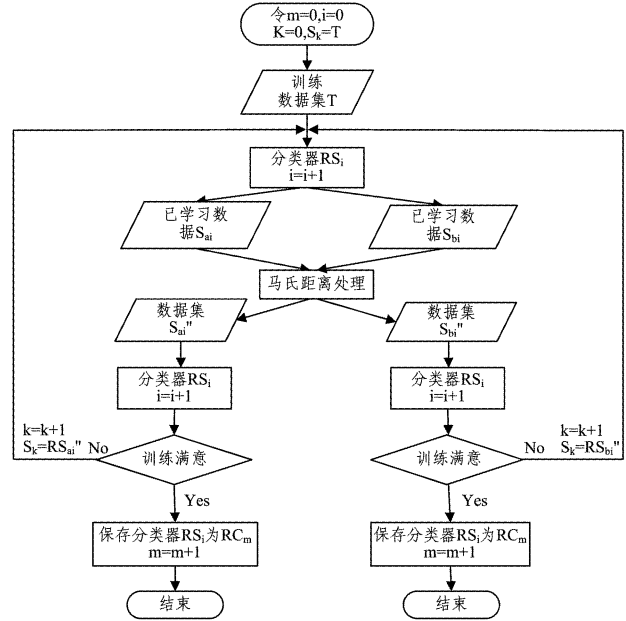 令m=0,i=0
K=0,Sₖ=T
训练
数据集T
分类器RSᵢ
i=i+1
已学习数
据Sₐᵢ
已学习数
据S_bi
马氏距离处理
数据集
Sₐᵢ"
数据集
S_bi"
分类器RSᵢ
i=i+1
分类器RSᵢ
i=i+1
k=k+1
Sₖ=RSₐᵢ"
No
训练满意
训练满意
No
k=k+1
Sₖ=RS_bi"
Yes
Yes
保存分类器RSᵢ为RCₘ
m=m+1
保存分类器RSᵢ为RCₘ
m=m+1
结束
结束